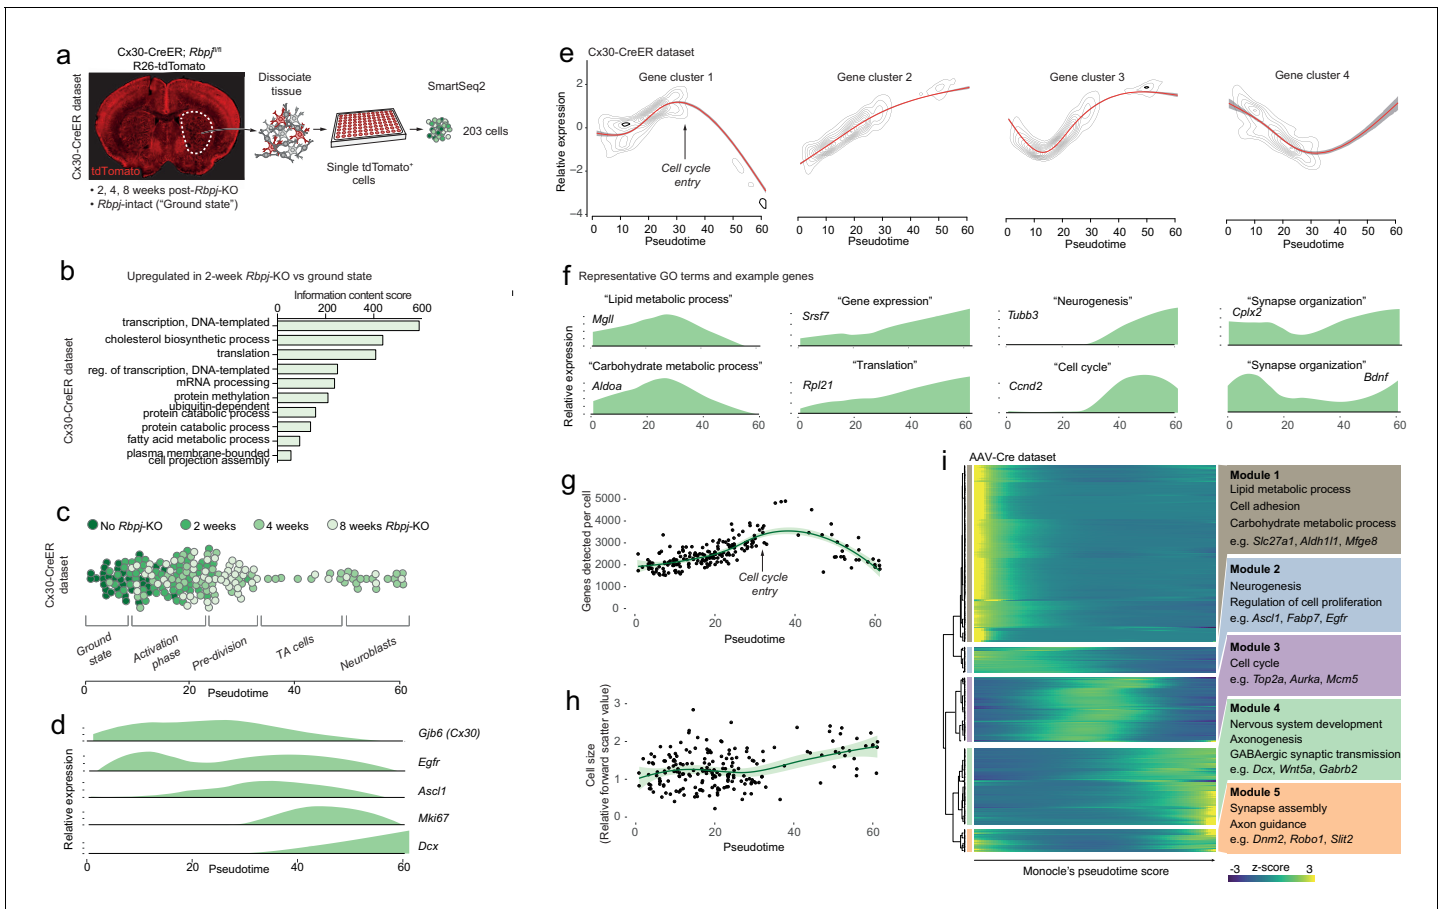 a
Cx30-CreER; Rbpj^fl/fl
R26-tdTomato
Cx30-CreER dataset
tdTomato
Dissociate
tissue
Single tdTomato+
cells
SmartSeq2
203 cells
• 2, 4, 8 weeks post-Rbpj-KO
• Rbpj-intact (“Ground state”)
b
Upregulated in 2-week Rbpj-KO vs ground state
Information content score
0 200 400 600
Cx30-CreER dataset
transcription, DNA-templated
cholesterol biosynthetic process
translation
reg. of transcription, DNA-templated
mRNA processing
protein methylation
ubiquitin-dependent
protein catabolic process
protein catabolic process
fatty acid metabolic process
plasma membrane-bounded
cell projection assembly
c
No Rbpj-KO 2 weeks 4 weeks 8 weeks Rbpj-KO
Cx30-CreER
dataset
Ground
state
Activation
phase
Pre-division
TA cells
Neuroblasts
0 20 40 60
Pseudotime
d
Relative expression
Gjb6 (Cx30)
Egfr
Ascl1
Mki67
Dcx
0 20 40 60
Pseudotime
e
Cx30-CreER dataset
Relative expression
2
0
−2
−4
Gene cluster 1
Cell cycle
entry
0 10 20 30 40 50 60
Pseudotime
Gene cluster 2
0 10 20 30 40 50 60
Pseudotime
Gene cluster 3
0 10 20 30 40 50 60
Pseudotime
Gene cluster 4
0 10 20 30 40 50 60
Pseudotime
f
Representative GO terms and example genes
Relative expression
“Lipid metabolic process”
Mgll
“Gene expression”
Srsf7
“Neurogenesis”
Tubb3
“Synapse organization”
Cplx2
“Carbohydrate metabolic process”
Aldoa
“Translation”
Rpl21
“Cell cycle”
Ccnd2
“Synapse organization”
Bdnf
0 20 40 60
0 20 40 60
0 20 40 60
0 20 40 60
g
Genes detected per cell
5000
4000
3000
2000
1000
0
Cell cycle
entry
0 20 40 60
Pseudotime
h
Cell size
(Relative forward scatter value)
3
2
1
0
0 20 40 60
Pseudotime
i
AAV-Cre dataset
Module 1
Lipid metabolic process
Cell adhesion
Carbohydrate metabolic process
e.g. Slc27a1, Aldh1l1, Mfge8
Module 2
Neurogenesis
Regulation of cell proliferation
e.g. Ascl1, Fabp7, Egfr
Module 3
Cell cycle
e.g. Top2a, Aurka, Mcm5
Module 4
Nervous system development
Axonogenesis
GABAergic synaptic transmission
e.g. Dcx, Wnt5a, Gabrb2
Module 5
Synapse assembly
Axon guidance
e.g. Dnm2, Robo1, Slit2
Monocle's pseudotime score
-3 z-score 3